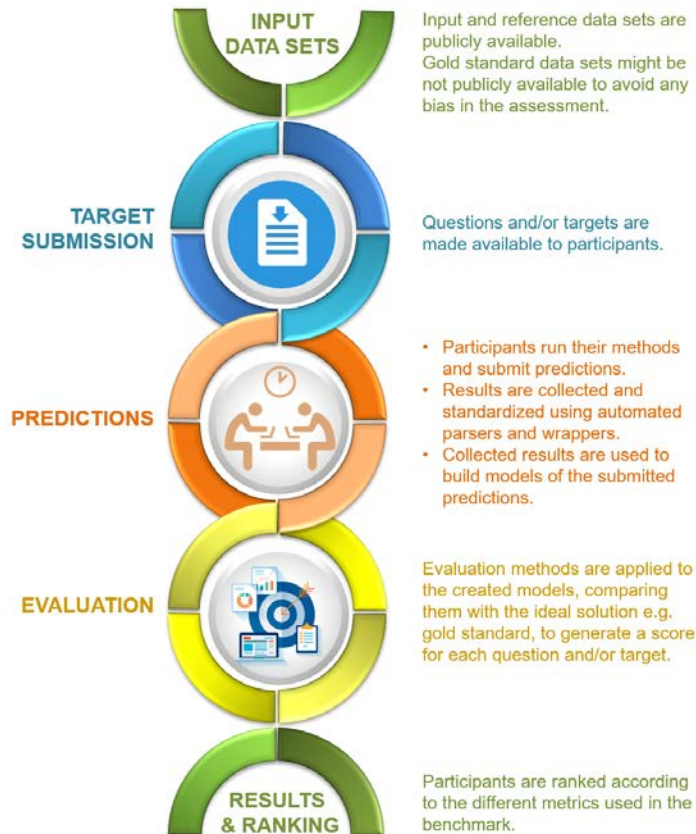 INPUT
DATA SETS
Input and reference data sets are
publicly available.
Gold standard data sets might be
not publicly available to avoid any
bias in the assessment.
TARGET
SUBMISSION
Questions and/or targets are
made available to participants.
PREDICTIONS
• Participants run their methods
and submit predictions.
• Results are collected and
standardized using automated
parsers and wrappers.
• Collected results are used to
build models of the submitted
predictions.
EVALUATION
Evaluation methods are applied to
the created models, comparing
them with the ideal solution e.g.
gold standard, to generate a score
for each question and/or target.
RESULTS
& RANKING
Participants are ranked according
to the different metrics used in the
benchmark.